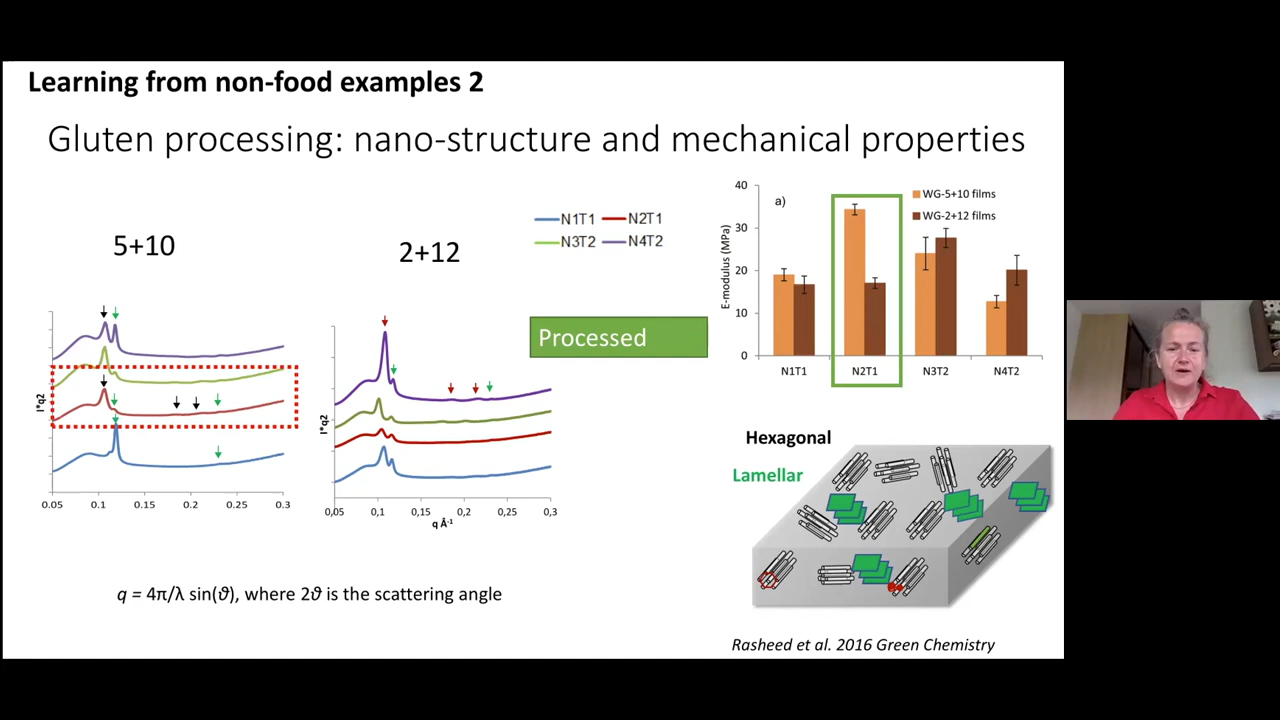 Learning from non-food examples 2
Gluten processing: nano-structure and mechanical properties
5+10
2+12
N1T1 N2T1
N3T2 N4T2
Processed
I*q2
0.05 0.1 0.15 0.2 0.25 0.3
I*q2
0,05 0,1 0,15 0,2 0,25 0,3
q Å-1
a)
WG-5+10 films
WG-2+12 films
E-modulus (MPa)
40
30
20
10
0
N1T1 N2T1 N3T2 N4T2
Hexagonal
Lamellar
q = 4π/λ sin(ϑ), where 2ϑ is the scattering angle
Rasheed et al. 2016 Green Chemistry